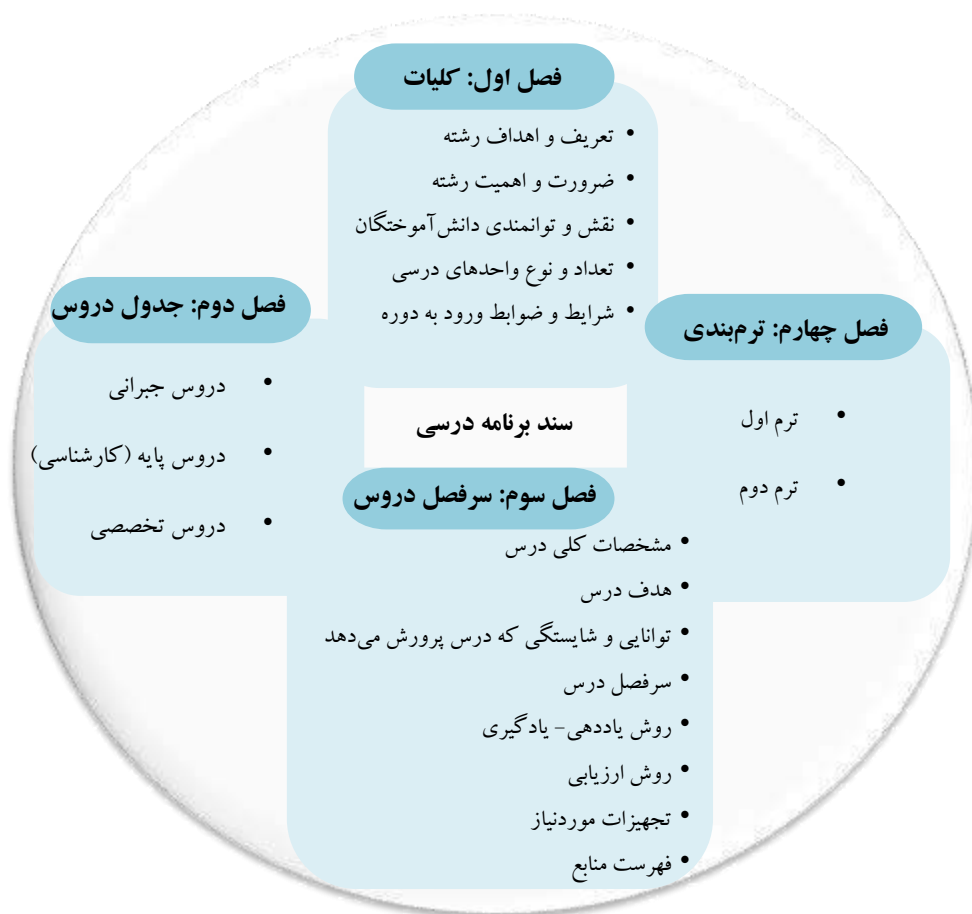 فصل اول: کلیات
• تعریف و اهداف رشته
• ضرورت و اهمیت رشته
• نقش و توانمندی دانش‌آموختگان
• تعداد و نوع واحدهای درسی
• شرایط و ضوابط ورود به دوره
فصل دوم: جدول دروس
• دروس جبرانی
• دروس پایه (کارشناسی)
• دروس تخصصی
سند برنامه درسی
فصل سوم: سرفصل دروس
• مشخصات کلی درس
• هدف درس
• توانایی و شایستگی که درس پرورش می‌دهد
• سرفصل درس
• روش یاددهی- یادگیری
• روش ارزیابی
• تجهیزات موردنیاز
• فهرست منابع
فصل چهارم: ترم‌بندی
• ترم اول
• ترم دوم